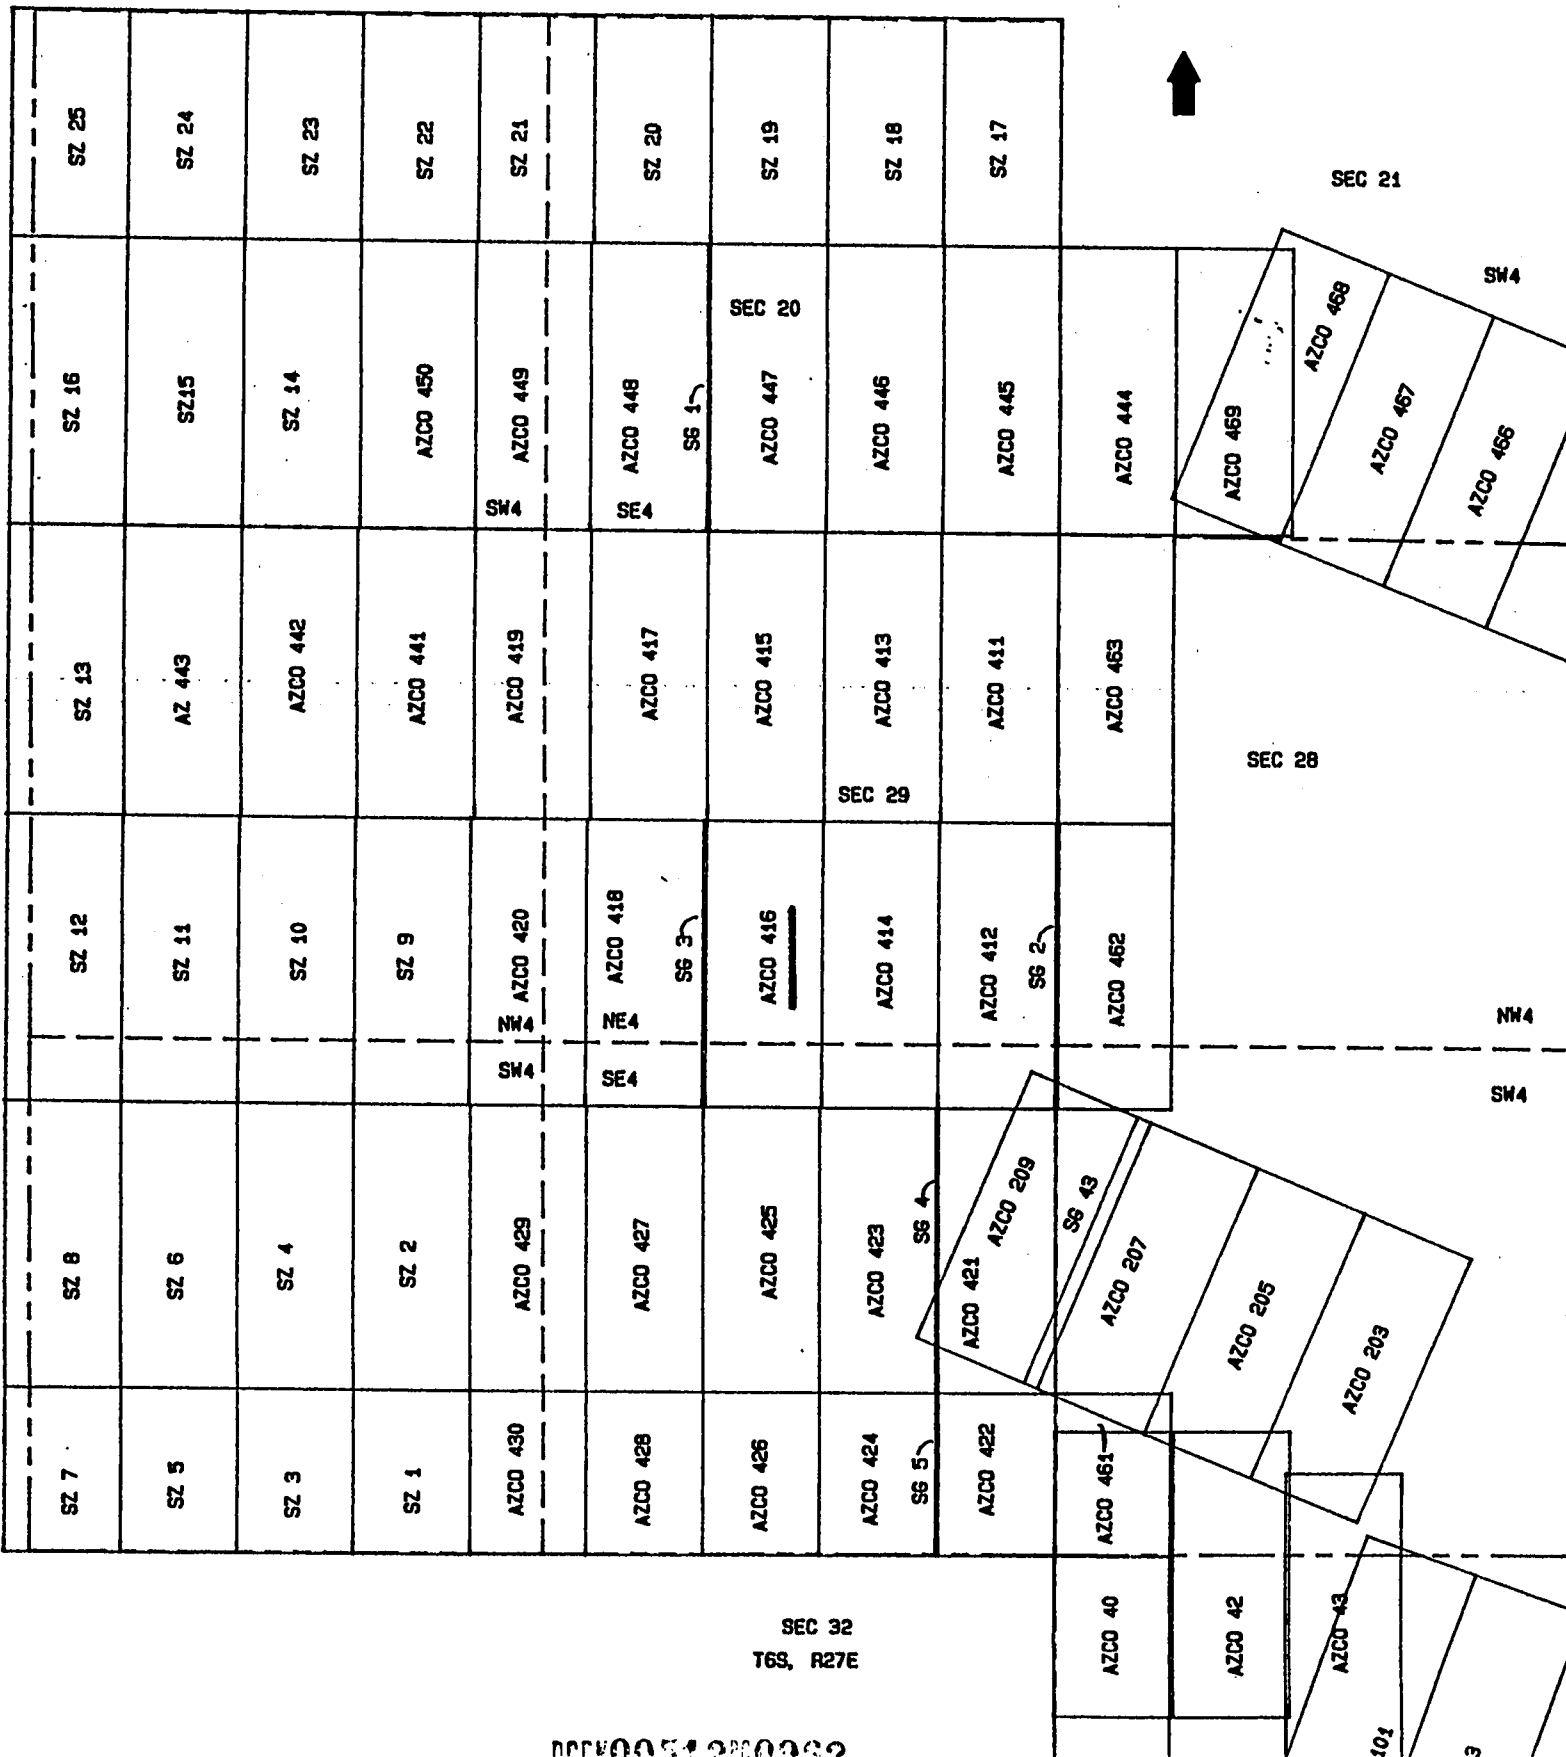 SZ 25
SZ 24
SZ 23
SZ 22
SZ 21
SZ 20
SZ 19
SZ 18
SZ 17
SEC 21
SW4
SZ 16
SZ15
SZ 14
AZCO 450
AZCO 449
AZCO 448
SG 1
SEC 20
AZCO 447
AZCO 446
AZCO 445
AZCO 444
AZCO 469
AZCO 468
AZCO 467
AZCO 466
SW4
SE4
SZ 13
AZ 443
AZCO 442
AZCO 441
AZCO 419
AZCO 417
AZCO 415
AZCO 413
AZCO 411
AZCO 463
SEC 28
SEC 29
SZ 12
SZ 11
SZ 10
SZ 9
AZCO 420
AZCO 418
SG 3
AZCO 416
AZCO 414
AZCO 412
SG 2
AZCO 462
NW4
NE4
NW4
SW4
SE4
SW4
SZ 8
SZ 6
SZ 4
SZ 2
AZCO 429
AZCO 427
AZCO 425
AZCO 423
SG 4
AZCO 421
AZCO 209
SG 43
AZCO 207
AZCO 205
AZCO 203
SZ 7
SZ 5
SZ 3
SZ 1
AZCO 430
AZCO 428
AZCO 426
AZCO 424
SG 5
AZCO 422
AZCO 461
AZCO 40
AZCO 42
AZCO 43
SEC 32
T6S, R27E
101
3